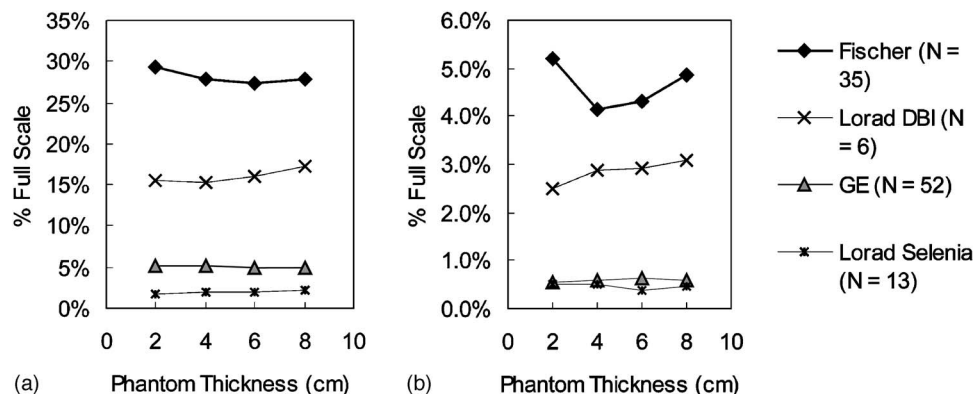 35%
30%
25%
20%
15%
10%
5%
0%
% Full Scale
0 2 4 6 8 10
(a) Phantom Thickness (cm)
6.0%
5.0%
4.0%
3.0%
2.0%
1.0%
0.0%
% Full Scale
0 2 4 6 8 10
(b) Phantom Thickness (cm)
Fischer (N =
35)
Lorad DBI (N
= 6)
GE (N = 52)
Lorad Selenia
(N = 13)